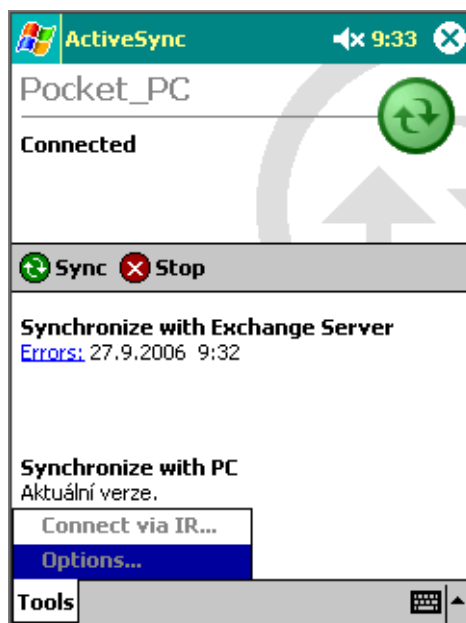 ActiveSync 9:33
Pocket_PC
Connected
Sync Stop
Synchronize with Exchange Server
Errors: 27.9.2006 9:32
Synchronize with PC
Aktuální verze.
Connect via IR...
Options...
Tools